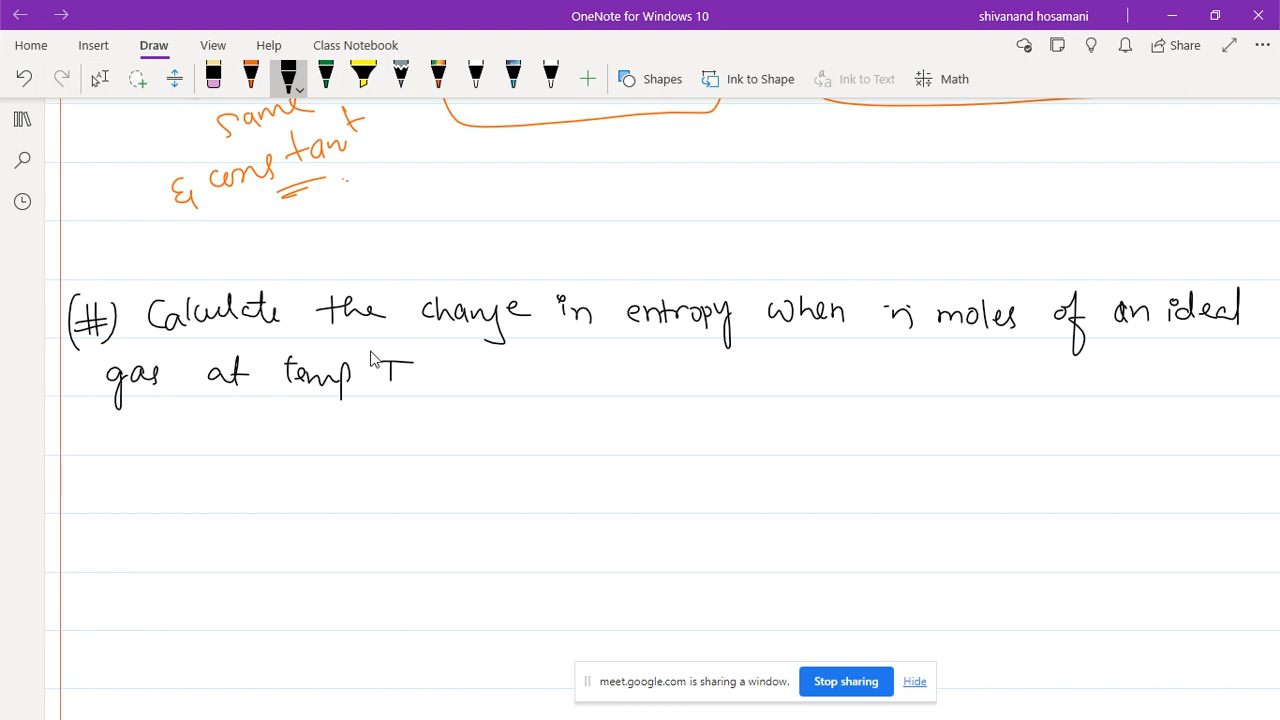 OneNote for Windows 10
shivanand hosamani
Home Insert Draw View Help Class Notebook
Share
Shapes Ink to Shape Ink to Text Math
same
& constant
(#) Calculate the change in entropy when 'n' moles of an ideal
gas at temp T
meet.google.com is sharing a window. Stop sharing Hide